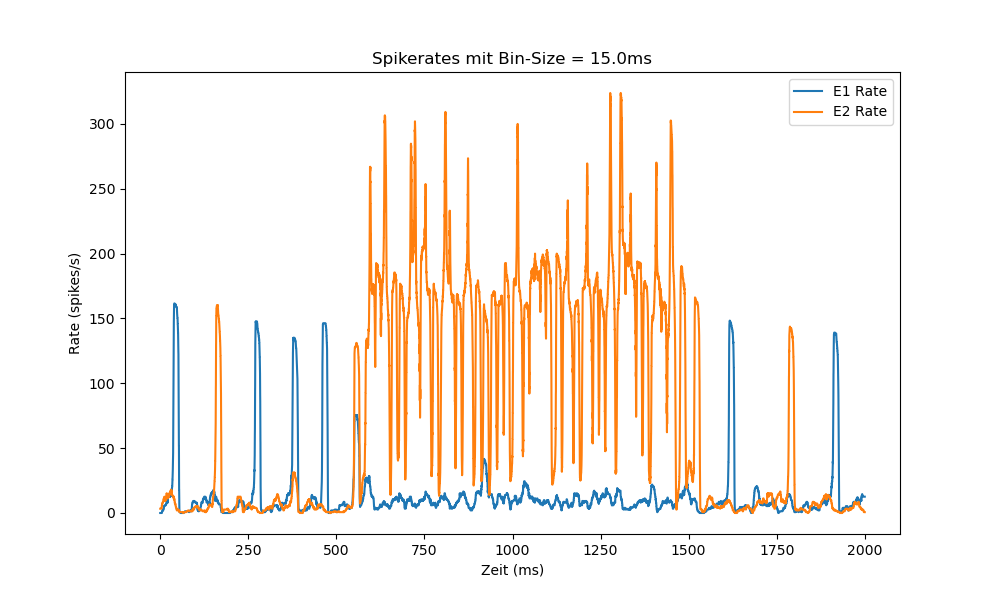 Spikerates mit Bin-Size = 15.0ms
E1 Rate
E2 Rate
300
250
200
150
100
50
0
Rate (spikes/s)
0 250 500 750 1000 1250 1500 1750 2000
Zeit (ms)